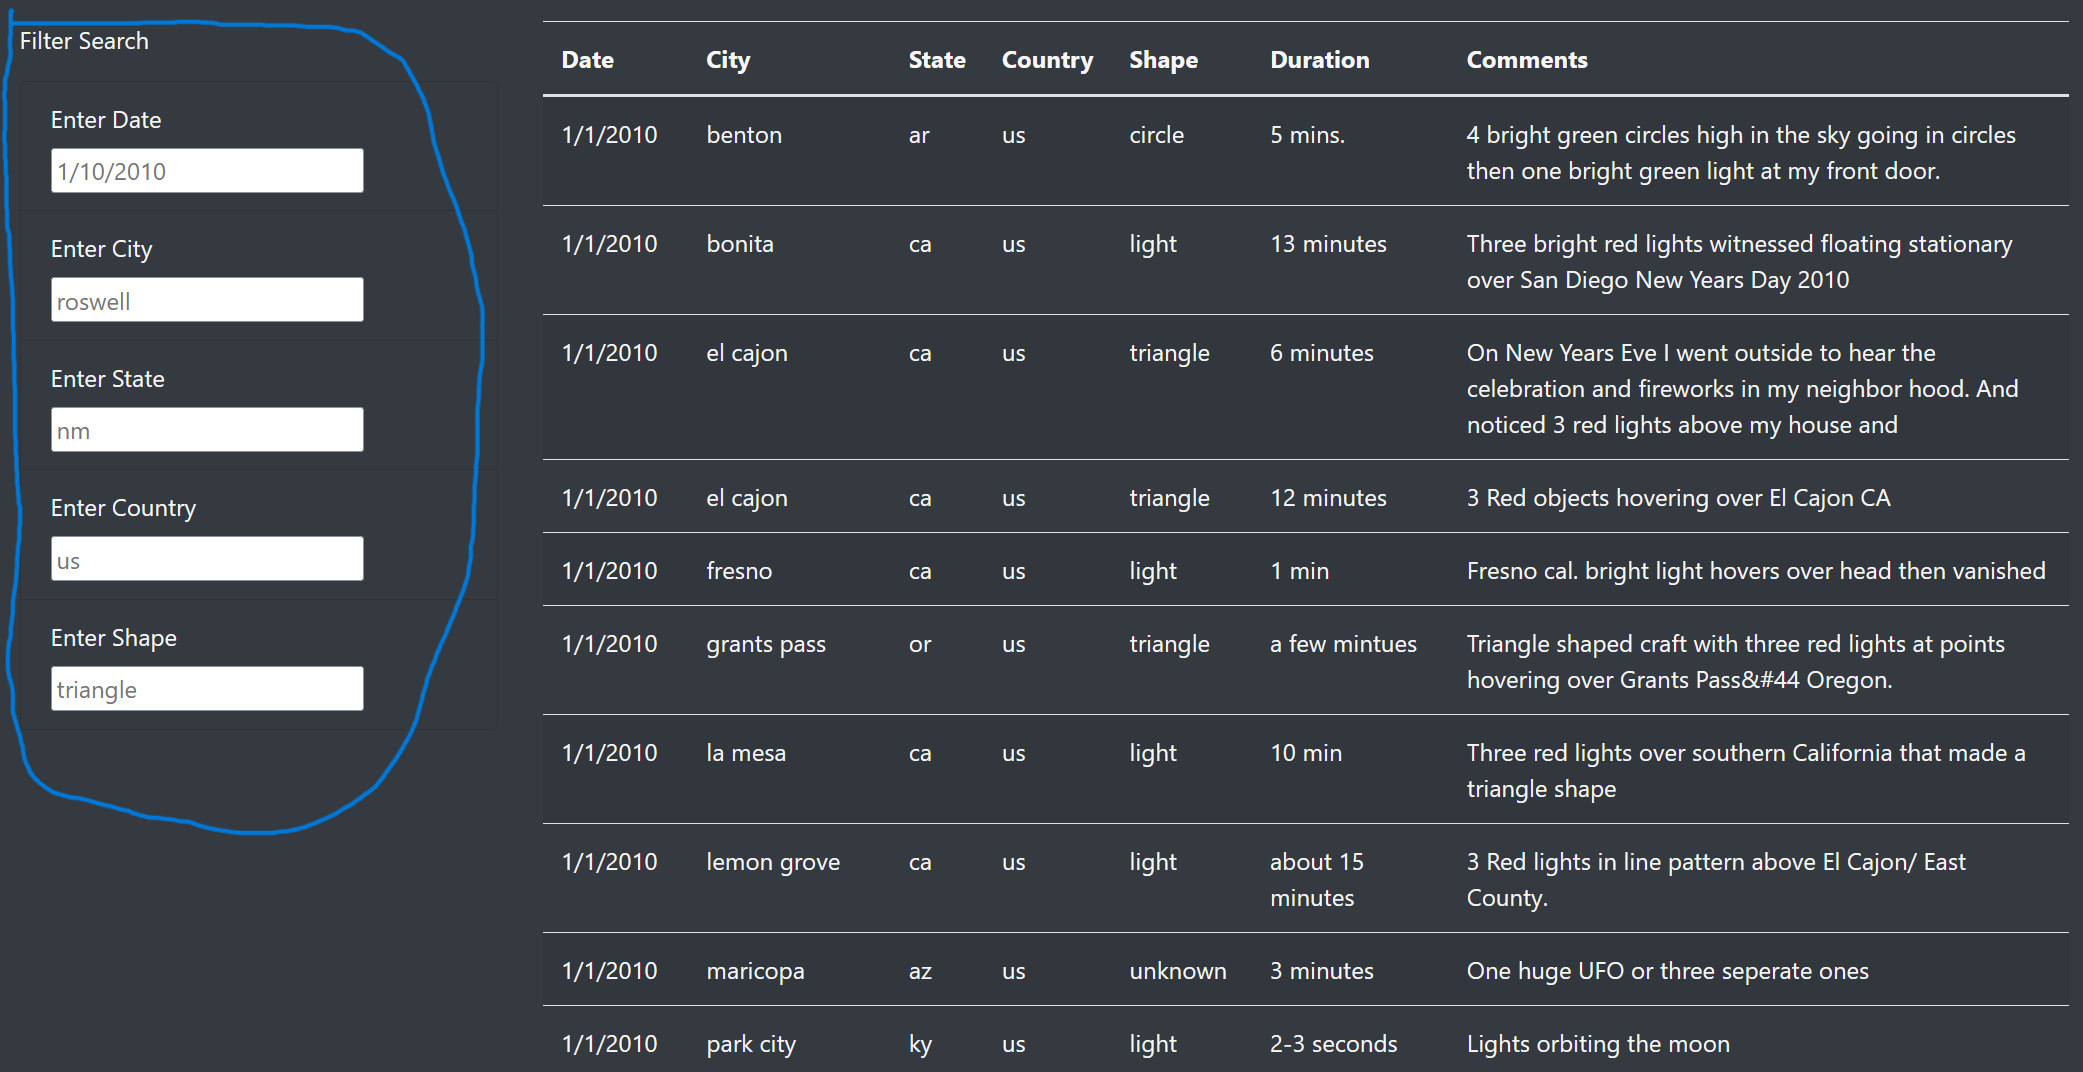 Filter Search
Enter Date
1/10/2010
Enter City
roswell
Enter State
nm
Enter Country
us
Enter Shape
triangle
Date City State Country Shape Duration Comments
1/1/2010 benton ar us circle 5 mins. 4 bright green circles high in the sky going in circles
then one bright green light at my front door.
1/1/2010 bonita ca us light 13 minutes Three bright red lights witnessed floating stationary
over San Diego New Years Day 2010
1/1/2010 el cajon ca us triangle 6 minutes On New Years Eve I went outside to hear the
celebration and fireworks in my neighbor hood. And
noticed 3 red lights above my house and
1/1/2010 el cajon ca us triangle 12 minutes 3 Red objects hovering over El Cajon CA
1/1/2010 fresno ca us light 1 min Fresno cal. bright light hovers over head then vanished
1/1/2010 grants pass or us triangle a few mintues Triangle shaped craft with three red lights at points
hovering over Grants Pass&#44 Oregon.
1/1/2010 la mesa ca us light 10 min Three red lights over southern California that made a
triangle shape
1/1/2010 lemon grove ca us light about 15 3 Red lights in line pattern above El Cajon/ East
minutes County.
1/1/2010 maricopa az us unknown 3 minutes One huge UFO or three seperate ones
1/1/2010 park city ky us light 2-3 seconds Lights orbiting the moon